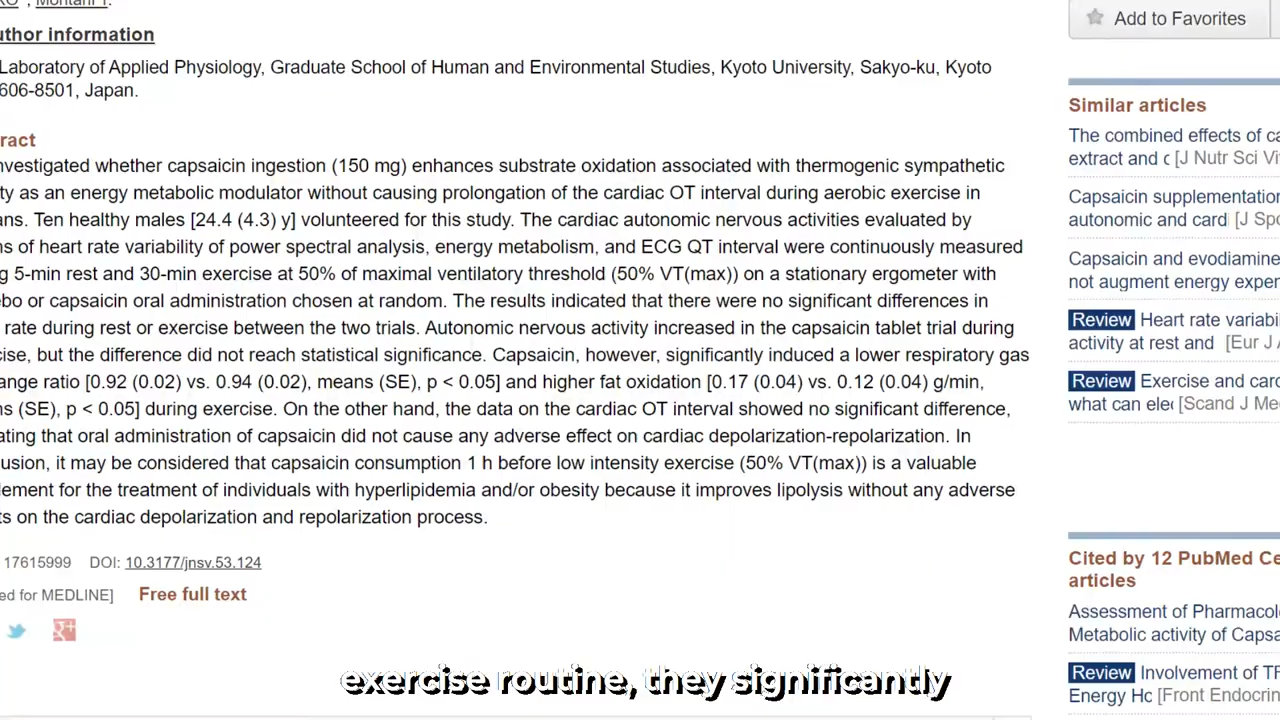 KO , Moritani T.
uthor information
Laboratory of Applied Physiology, Graduate School of Human and Environmental Studies, Kyoto University, Sakyo-ku, Kyoto
606-8501, Japan.
ract
nvestigated whether capsaicin ingestion (150 mg) enhances substrate oxidation associated with thermogenic sympathetic
ty as an energy metabolic modulator without causing prolongation of the cardiac OT interval during aerobic exercise in
ans. Ten healthy males [24.4 (4.3) y] volunteered for this study. The cardiac autonomic nervous activities evaluated by
ns of heart rate variability of power spectral analysis, energy metabolism, and ECG QT interval were continuously measured
g 5-min rest and 30-min exercise at 50% of maximal ventilatory threshold (50% VT(max)) on a stationary ergometer with
ebo or capsaicin oral administration chosen at random. The results indicated that there were no significant differences in
rate during rest or exercise between the two trials. Autonomic nervous activity increased in the capsaicin tablet trial during
cise, but the difference did not reach statistical significance. Capsaicin, however, significantly induced a lower respiratory gas
ange ratio [0.92 (0.02) vs. 0.94 (0.02), means (SE), p < 0.05] and higher fat oxidation [0.17 (0.04) vs. 0.12 (0.04) g/min,
ns (SE), p < 0.05] during exercise. On the other hand, the data on the cardiac OT interval showed no significant difference,
ating that oral administration of capsaicin did not cause any adverse effect on cardiac depolarization-repolarization. In
usion, it may be considered that capsaicin consumption 1 h before low intensity exercise (50% VT(max)) is a valuable
lement for the treatment of individuals with hyperlipidemia and/or obesity because it improves lipolysis without any adverse
ts on the cardiac depolarization and repolarization process.
17615999 DOI: 10.3177/jnsv.53.124
ed for MEDLINE] Free full text
Add to Favorites
Similar articles
The combined effects of ca
extract and c [J Nutr Sci Vi
Capsaicin supplementation
autonomic and card [J Spo
Capsaicin and evodiamine
not augment energy exper
Review Heart rate variabi
activity at rest and [Eur J A
Review Exercise and card
what can elec [Scand J Me
Cited by 12 PubMed Ce
articles
Assessment of Pharmacol
Metabolic activity of Capsa
Review Involvement of TF
Energy Ho [Front Endocrin
exercise routine, they significantly